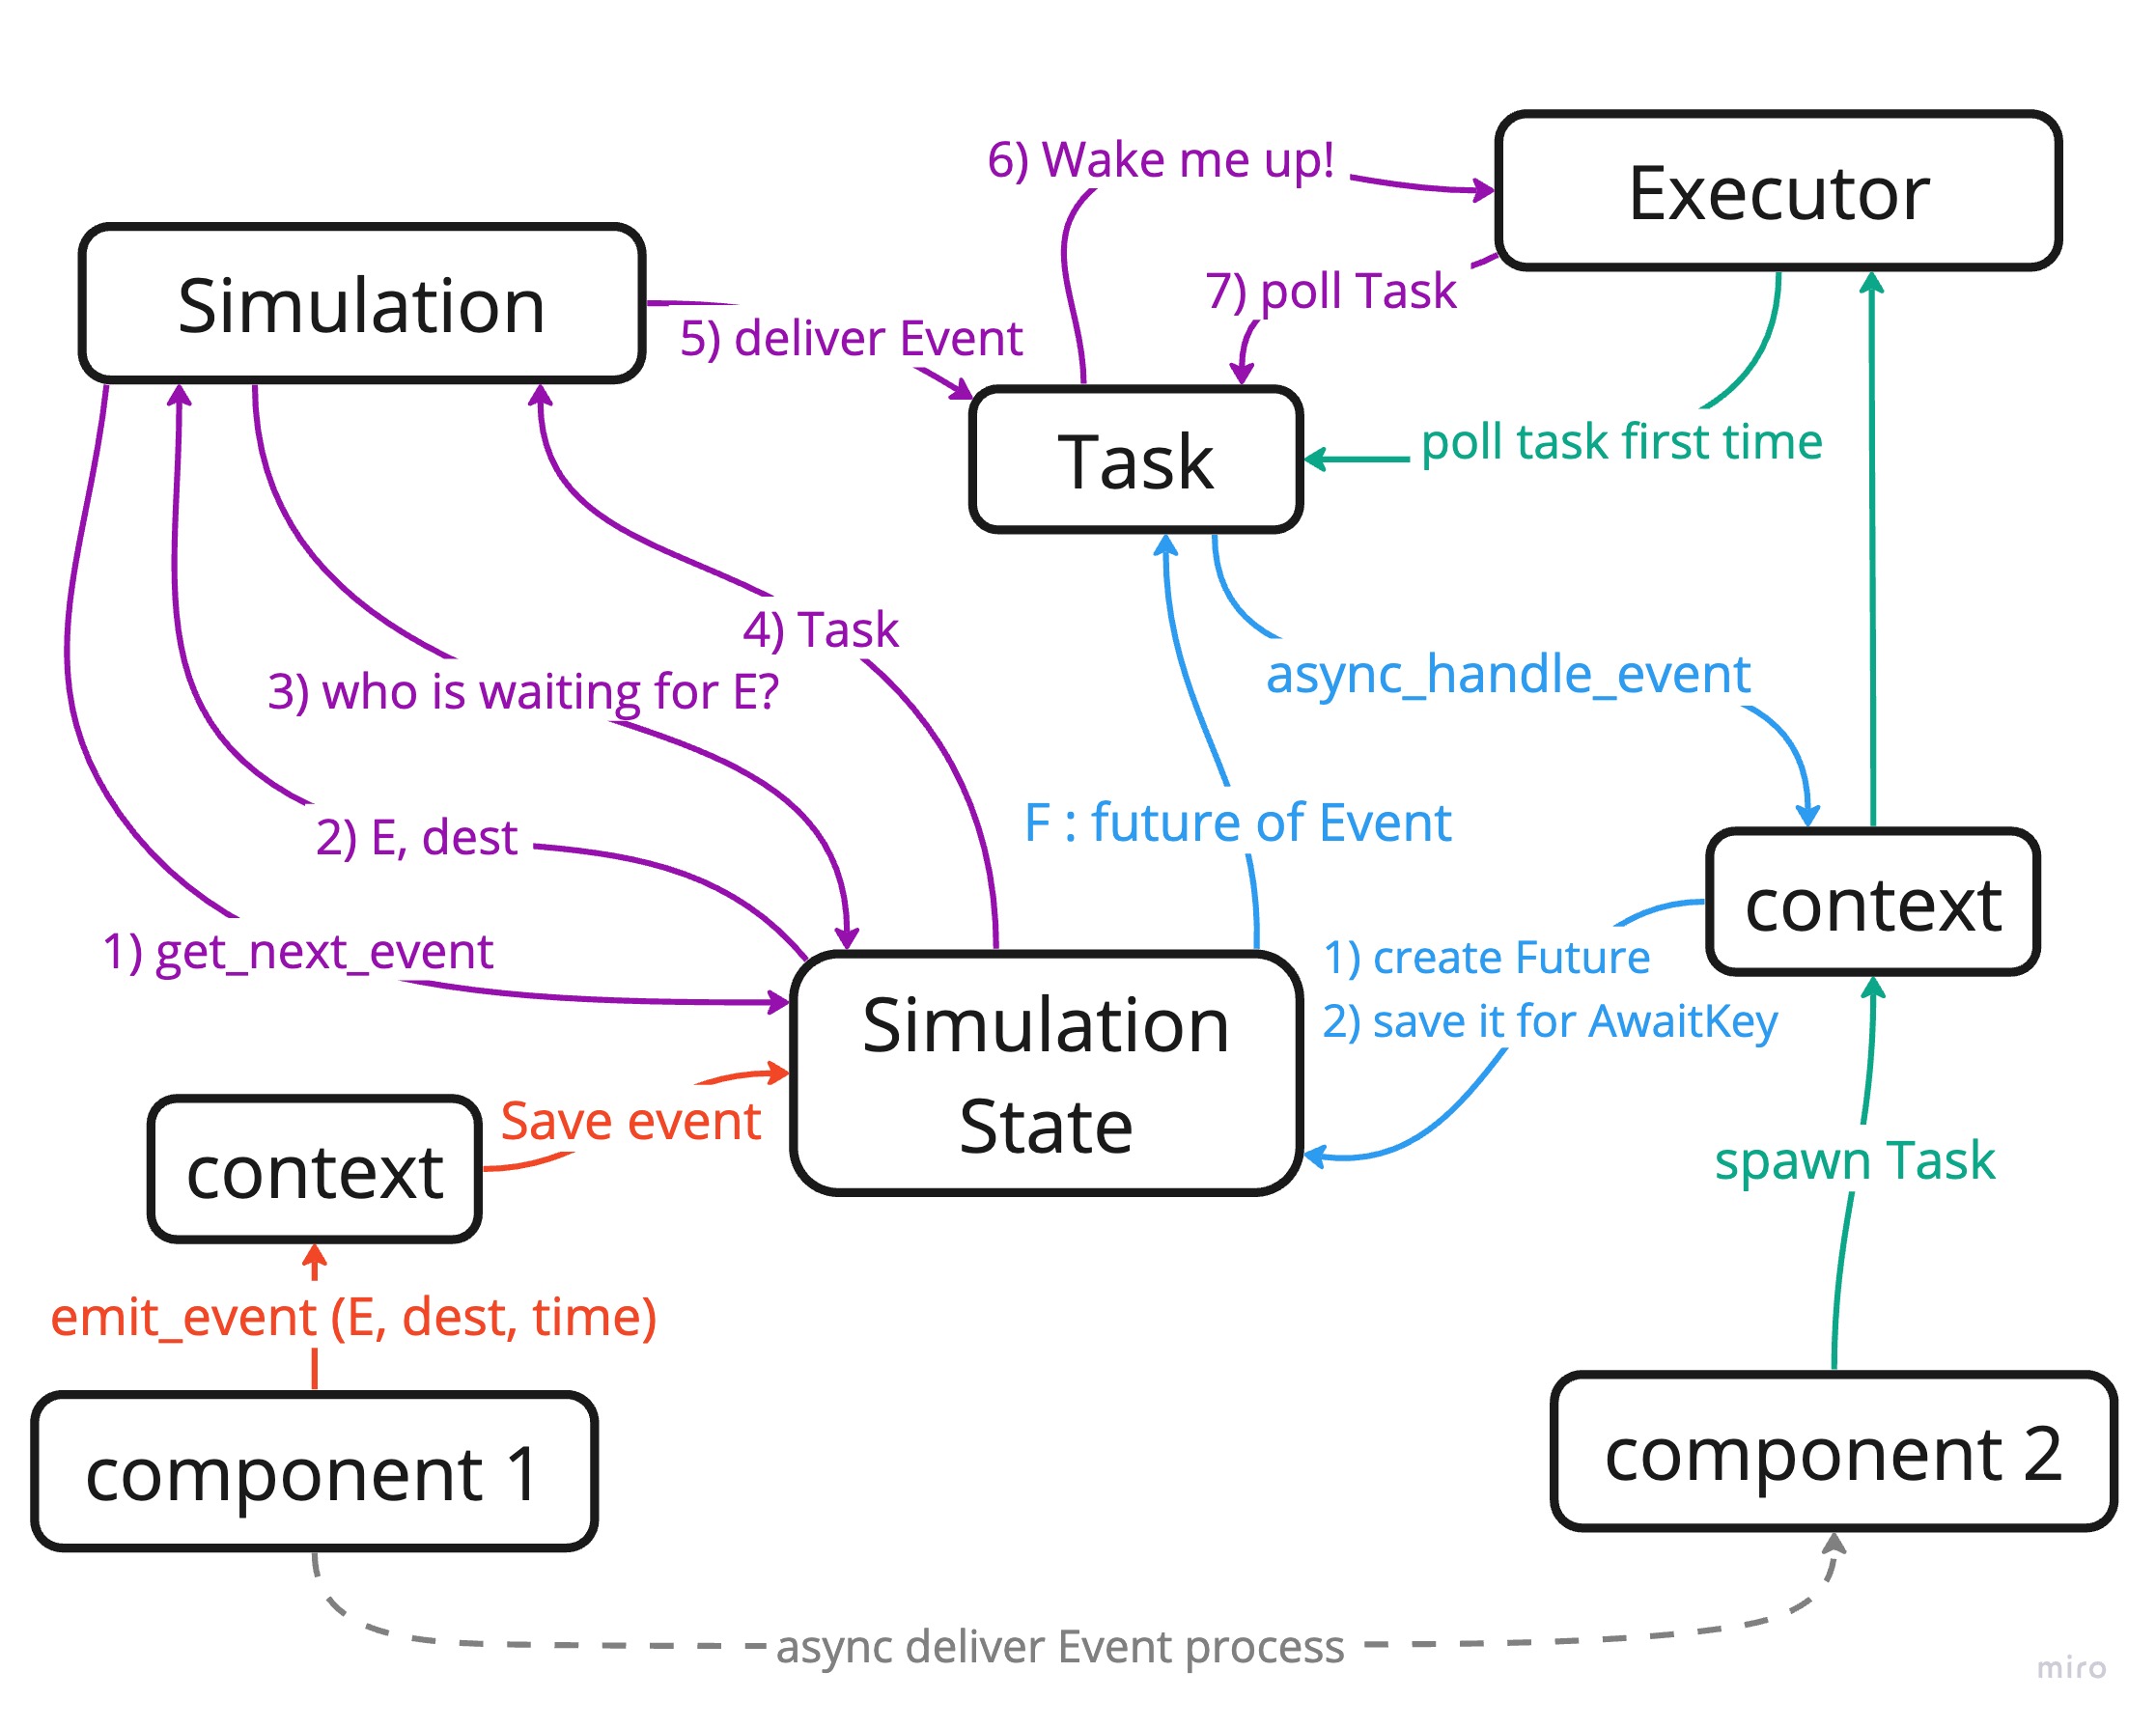 6) Wake me up!
Executor
Simulation
7) poll Task
5) deliver Event
Task
poll task first time
4) Task
async_handle_event
3) who is waiting for E?
F : future of Event
2) E, dest
context
1) get_next_event
1) create Future
2) save it for AwaitKey
Simulation
State
Save event
context
spawn Task
emit_event (E, dest, time)
component 1
component 2
async deliver Event process
miro